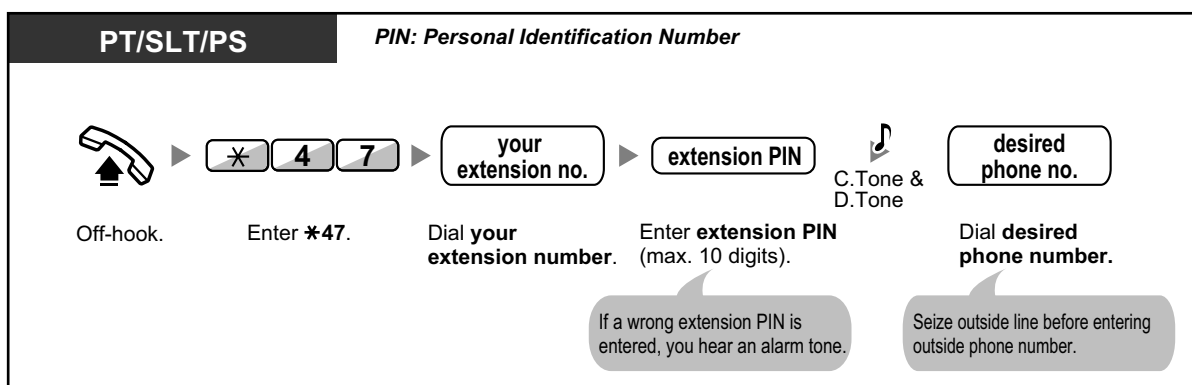 PT/SLT/PS
PIN: Personal Identification Number
✳ 4 7
your
extension no.
extension PIN
C.Tone &
D.Tone
desired
phone no.
Off-hook.
Enter ✳47.
Dial your
extension number.
Enter extension PIN
(max. 10 digits).
Dial desired
phone number.
If a wrong extension PIN is
entered, you hear an alarm tone.
Seize outside line before entering
outside phone number.